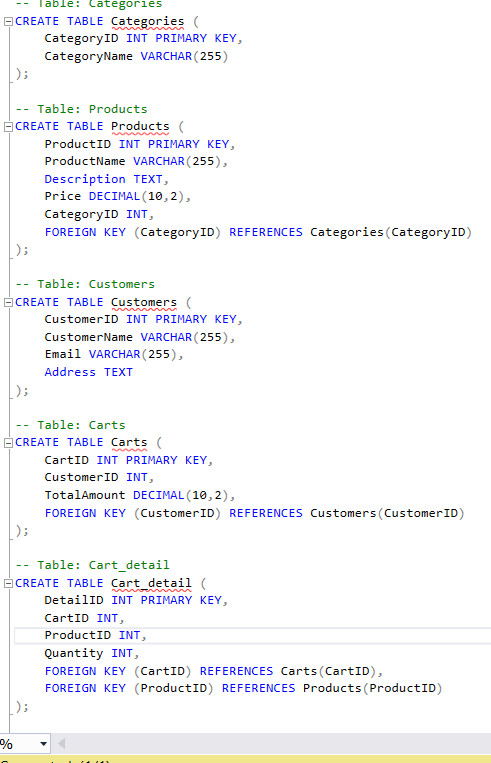 -- Table: Categories
CREATE TABLE Categories (
    CategoryID INT PRIMARY KEY,
    CategoryName VARCHAR(255)
);
-- Table: Products
CREATE TABLE Products (
    ProductID INT PRIMARY KEY,
    ProductName VARCHAR(255),
    Description TEXT,
    Price DECIMAL(10,2),
    CategoryID INT,
    FOREIGN KEY (CategoryID) REFERENCES Categories(CategoryID)
);
-- Table: Customers
CREATE TABLE Customers (
    CustomerID INT PRIMARY KEY,
    CustomerName VARCHAR(255),
    Email VARCHAR(255),
    Address TEXT
);
-- Table: Carts
CREATE TABLE Carts (
    CartID INT PRIMARY KEY,
    CustomerID INT,
    TotalAmount DECIMAL(10,2),
    FOREIGN KEY (CustomerID) REFERENCES Customers(CustomerID)
);
-- Table: Cart_detail
CREATE TABLE Cart_detail (
    DetailID INT PRIMARY KEY,
    CartID INT,
    ProductID INT,
    Quantity INT,
    FOREIGN KEY (CartID) REFERENCES Carts(CartID),
    FOREIGN KEY (ProductID) REFERENCES Products(ProductID)
);
%